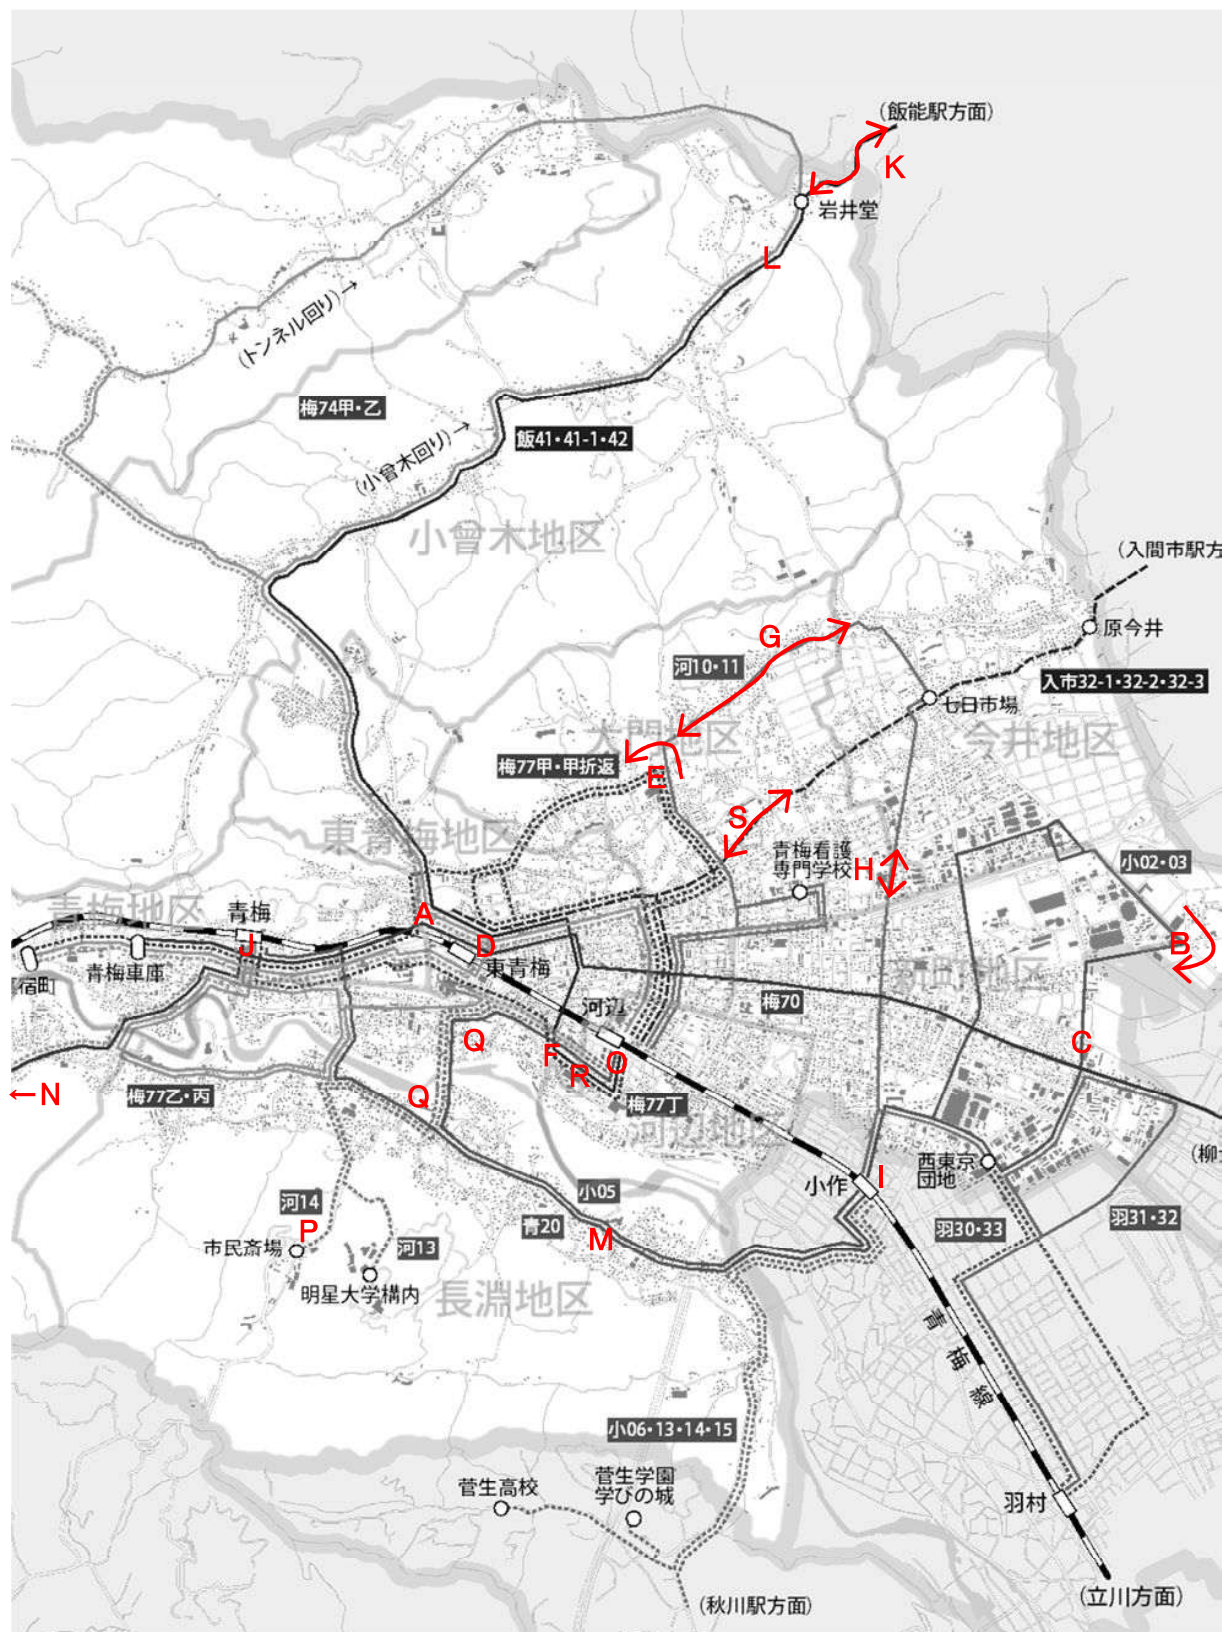 (飯能駅方面)
K
岩井堂
L
(トンネル回り)→
梅74甲・乙
(小曾木回り)→
飯41・41-1・42
小曾木地区
(入間市駅方
G
原今井
河10・11
入市32-1・32-2・32-3
七日市場
大門地区
今井地区
梅77甲・甲折返
E
S
東青梅地区
青梅看護
専門学校
H
小02・03
青梅地区
青梅
A
J
D
B
青梅車庫
東青梅
宿町
河辺
梅70
Q
F
O
C
R
←N
梅77乙・丙
Q
梅77丁
河辺地区
小作
I
西東京
団地
河14
小05
青20
M
羽30・33
羽31・32
P
市民斎場
河13
明星大学構内
長淵地区
青梅線
小06・13・14・15
菅生高校
菅生学園
学びの城
羽村
(秋川駅方面)
(立川方面)